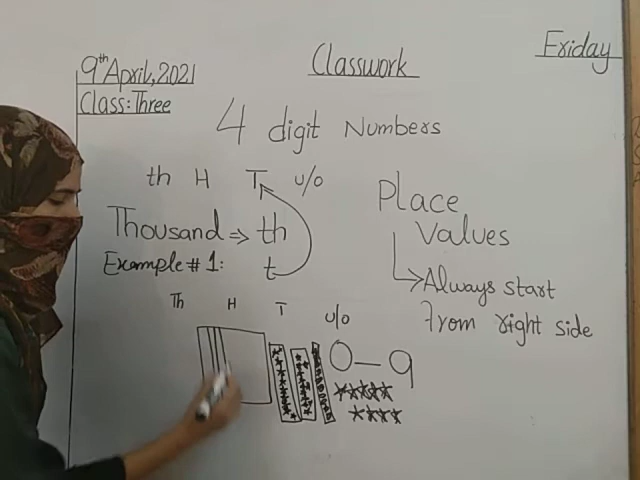 9th April, 2021
Classwork
Friday
Class: Three
4 digit Numbers
th H T u/o
Thousand ⇒ th
Example # 1: t
Place
Values
Always start
from right side
Th H T u/o
0 — 9